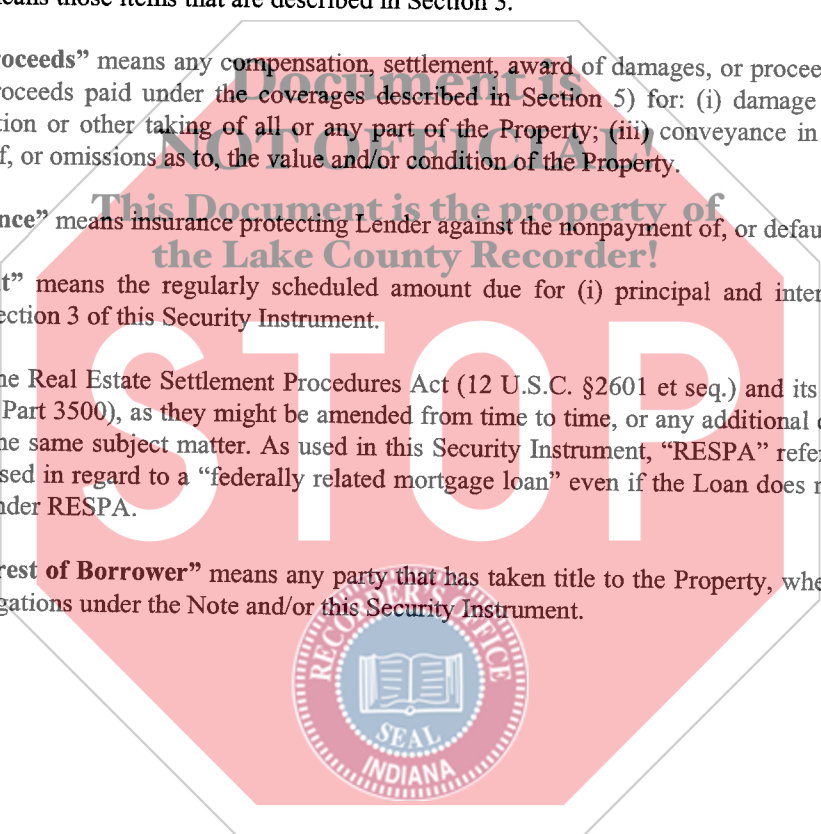 eans those items that are described in Section 3.
roceeds” means any compensation, settlement, award of damages, or procee
Document is
roceeds paid under the coverages described in Section 5) for: (i) damage
tion or other taking of all or any part of the Property; (iii) conveyance in
NOT OFFICIAL!
f, or omissions as to, the value and/or condition of the Property.
This Document is the property of
nce” means insurance protecting Lender against the nonpayment of, or defau
the Lake County Recorder!
t” means the regularly scheduled amount due for (i) principal and inter
ection 3 of this Security Instrument.
STOP
he Real Estate Settlement Procedures Act (12 U.S.C. §2601 et seq.) and its
Part 3500), as they might be amended from time to time, or any additional
he same subject matter. As used in this Security Instrument, “RESPA” refe
sed in regard to a “federally related mortgage loan” even if the Loan does
nder RESPA.
rest of Borrower” means any party that has taken title to the Property, whe
gations under the Note and/or this Security Instrument.
RECORDER'S OFFICE
SEAL
INDIANA